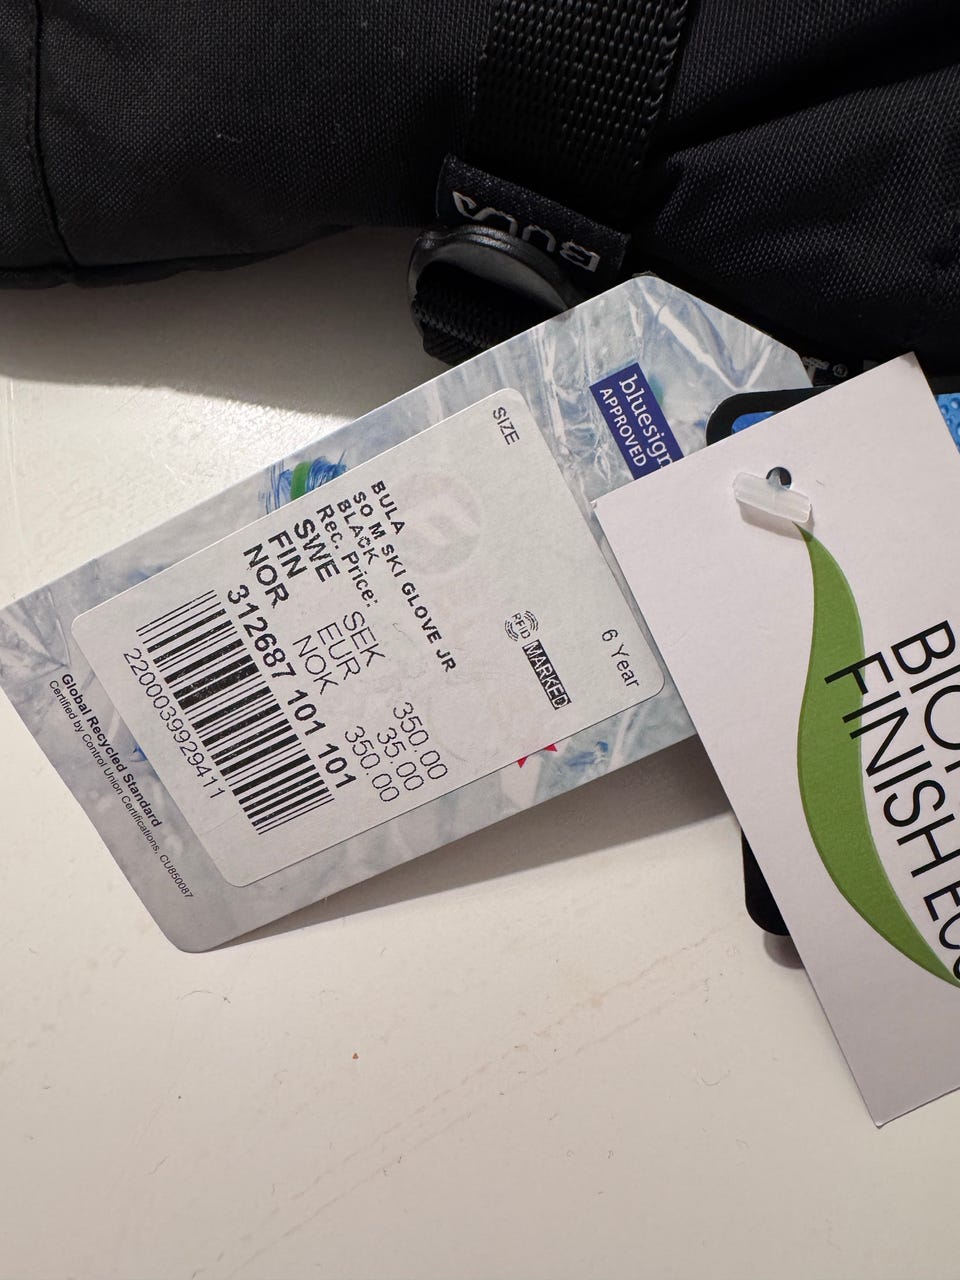 BULA
bluesign
APPROVED
SIZE
6 Year
BULA
SO M SKI GLOVE JR
BLACK
Rec. Price:
SWE SEK 350.00
FIN EUR 35.00
NOR NOK 350.00
312687 101 101
2200039929411
RFID MARKED
Global Recycled Standard
Certified by Control Union Certifications, CU860087
FINISH